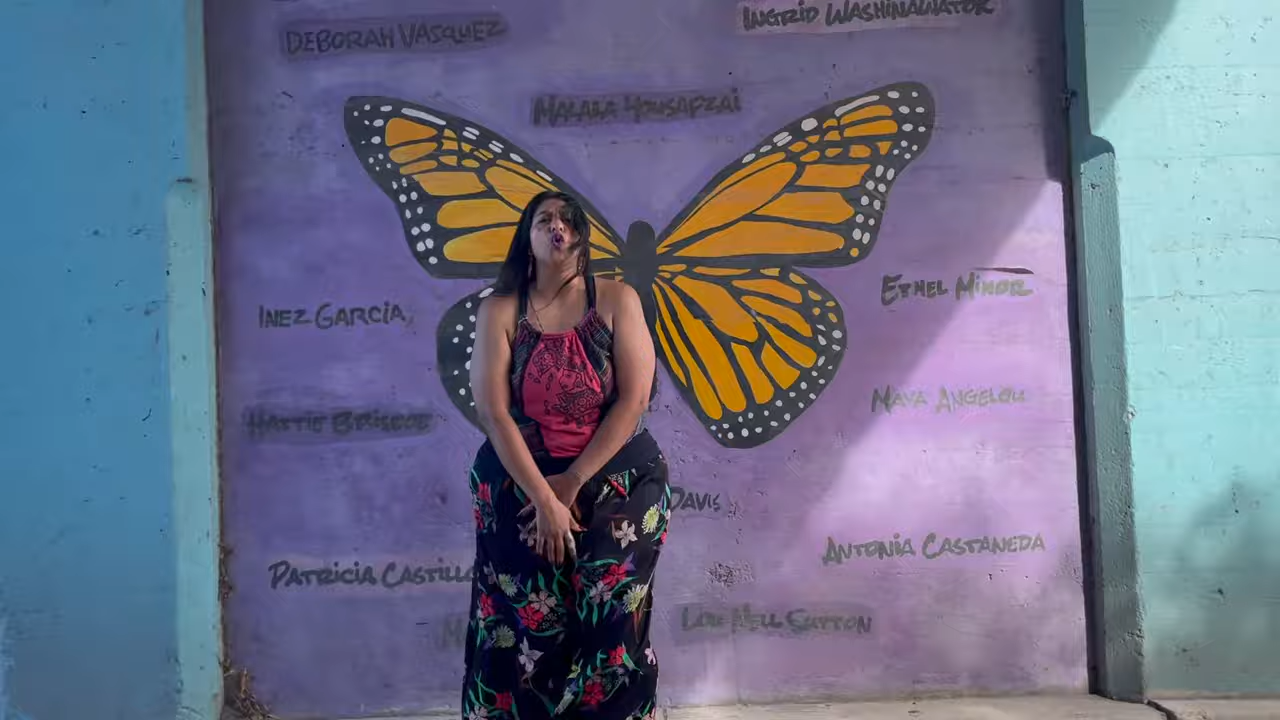 INGRID WASHINAWATOK
DEBORAH VASQUEZ
MALALA YOUSAFZAI
ETHEL MINOR
INEZ GARCIA
MAYA ANGELOU
HATTIE BRISCOE
DAVIS
ANTONIA CASTANEDA
PATRICIA CASTILLO
LOU NELL SUTTON